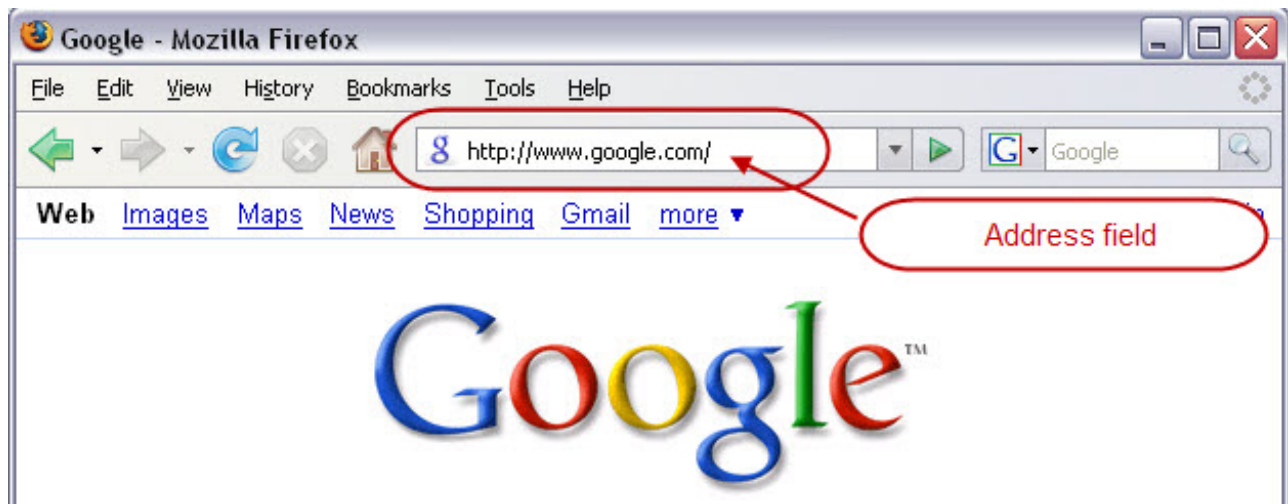 Google - Mozilla Firefox
File Edit View History Bookmarks Tools Help
g http://www.google.com/ G Google
Web Images Maps News Shopping Gmail more ▼
Address field
Google™